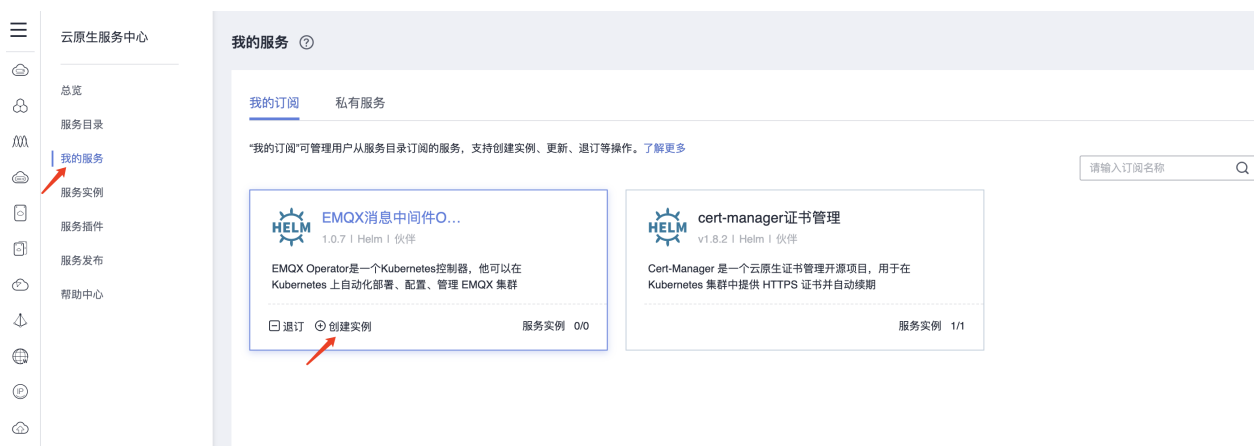 云原生服务中心
总览
服务目录
我的服务
服务实例
服务插件
服务发布
帮助中心
我的服务 ?
我的订阅 私有服务
“我的订阅”可管理用户从服务目录订阅的服务，支持创建实例、更新、退订等操作。了解更多
请输入订阅名称
HELM
EMQX消息中间件O...
1.0.7 | Helm | 伙伴
EMQX Operator是一个Kubernetes控制器，他可以在
Kubernetes 上自动化部署、配置、管理 EMQX 集群
退订 创建实例 服务实例 0/0
HELM
cert-manager证书管理
v1.8.2 | Helm | 伙伴
Cert-Manager 是一个云原生证书管理开源项目，用于在
Kubernetes 集群中提供 HTTPS 证书并自动续期
服务实例 1/1
IP